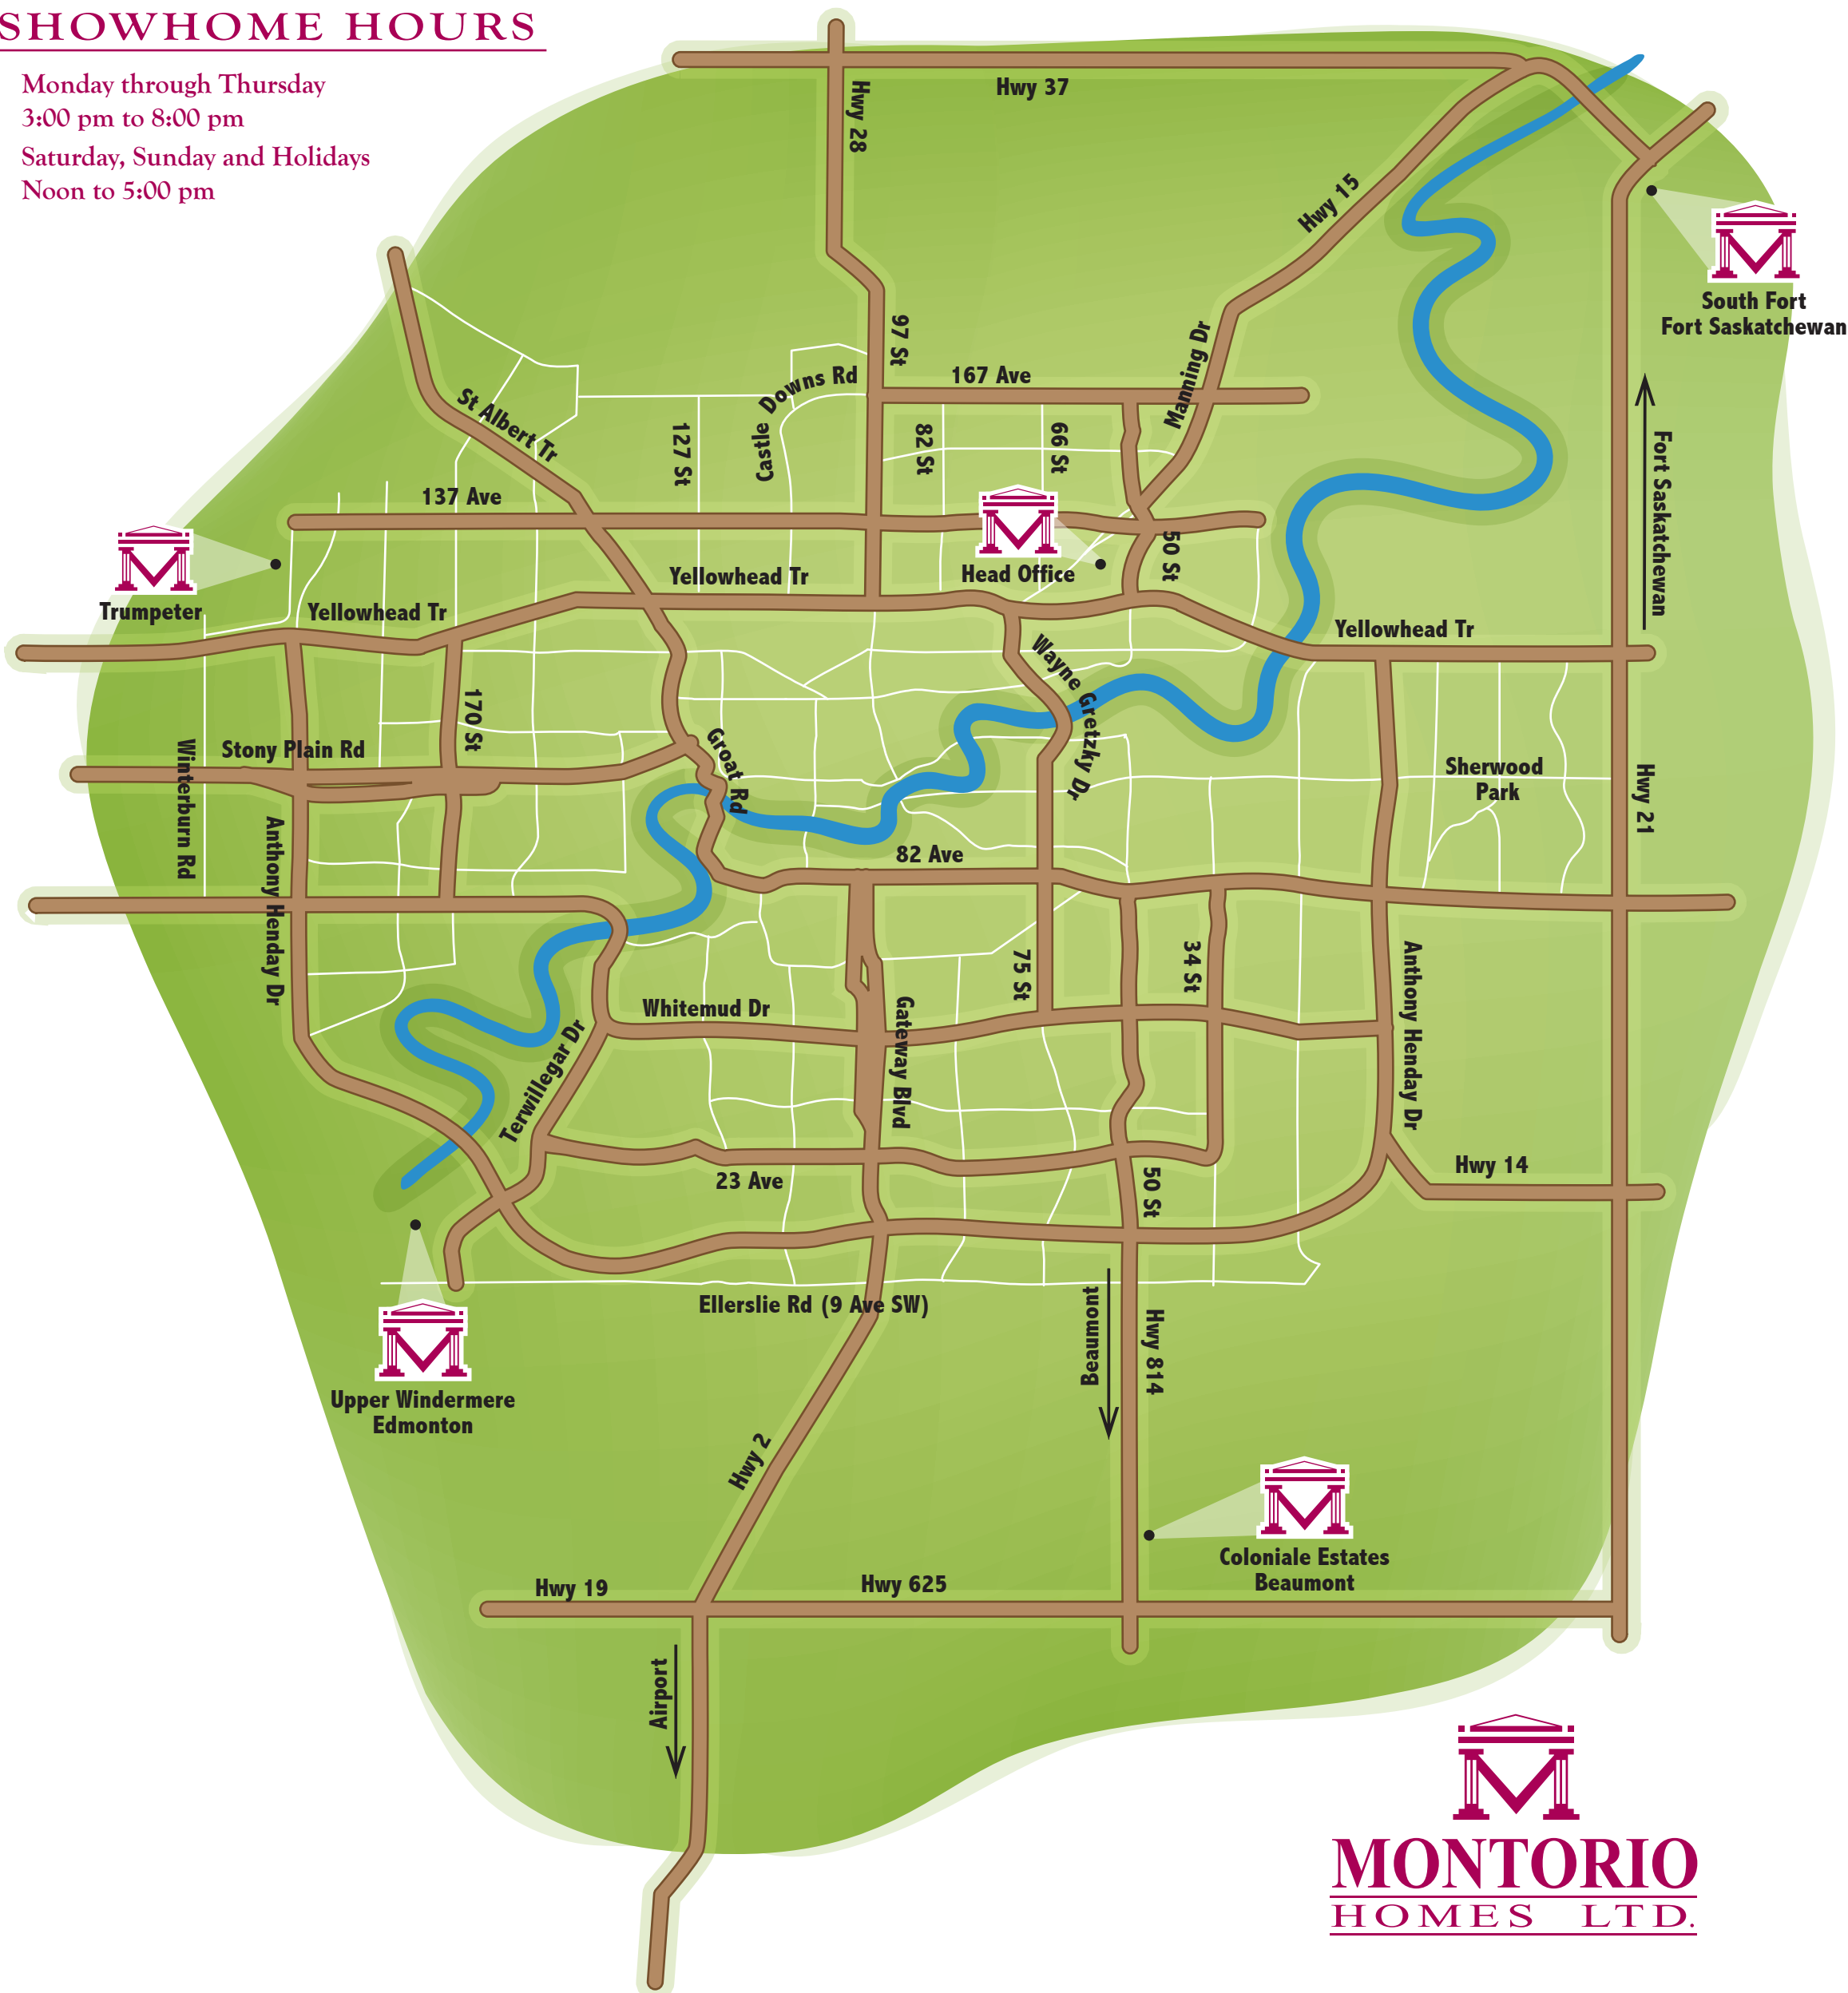 SHOWHOME HOURS
Monday through Thursday
3:00 pm to 8:00 pm
Saturday, Sunday and Holidays
Noon to 5:00 pm
Hwy 37
Hwy 28
Hwy 15
South Fort
Fort Saskatchewan
97 St
Manning Dr
167 Ave
Castle Downs Rd
St Albert Tr
127 St
82 St
66 St
Fort Saskatchewan
137 Ave
50 St
Head Office
Trumpeter
Yellowhead Tr
Yellowhead Tr
Yellowhead Tr
Wayne Gretzky Dr
170 St
Stony Plain Rd
Winterburn Rd
Groat Rd
Sherwood
Park
Hwy 21
Anthony Henday Dr
82 Ave
75 St
34 St
Anthony Henday Dr
Whitemud Dr
Gateway Blvd
Terwillegar Dr
23 Ave
50 St
Hwy 14
Ellerslie Rd (9 Ave SW)
Beaumont
Hwy 814
Upper Windermere
Edmonton
Hwy 2
Coloniale Estates
Beaumont
Hwy 19
Hwy 625
Airport
MONTORIO
HOMES LTD.